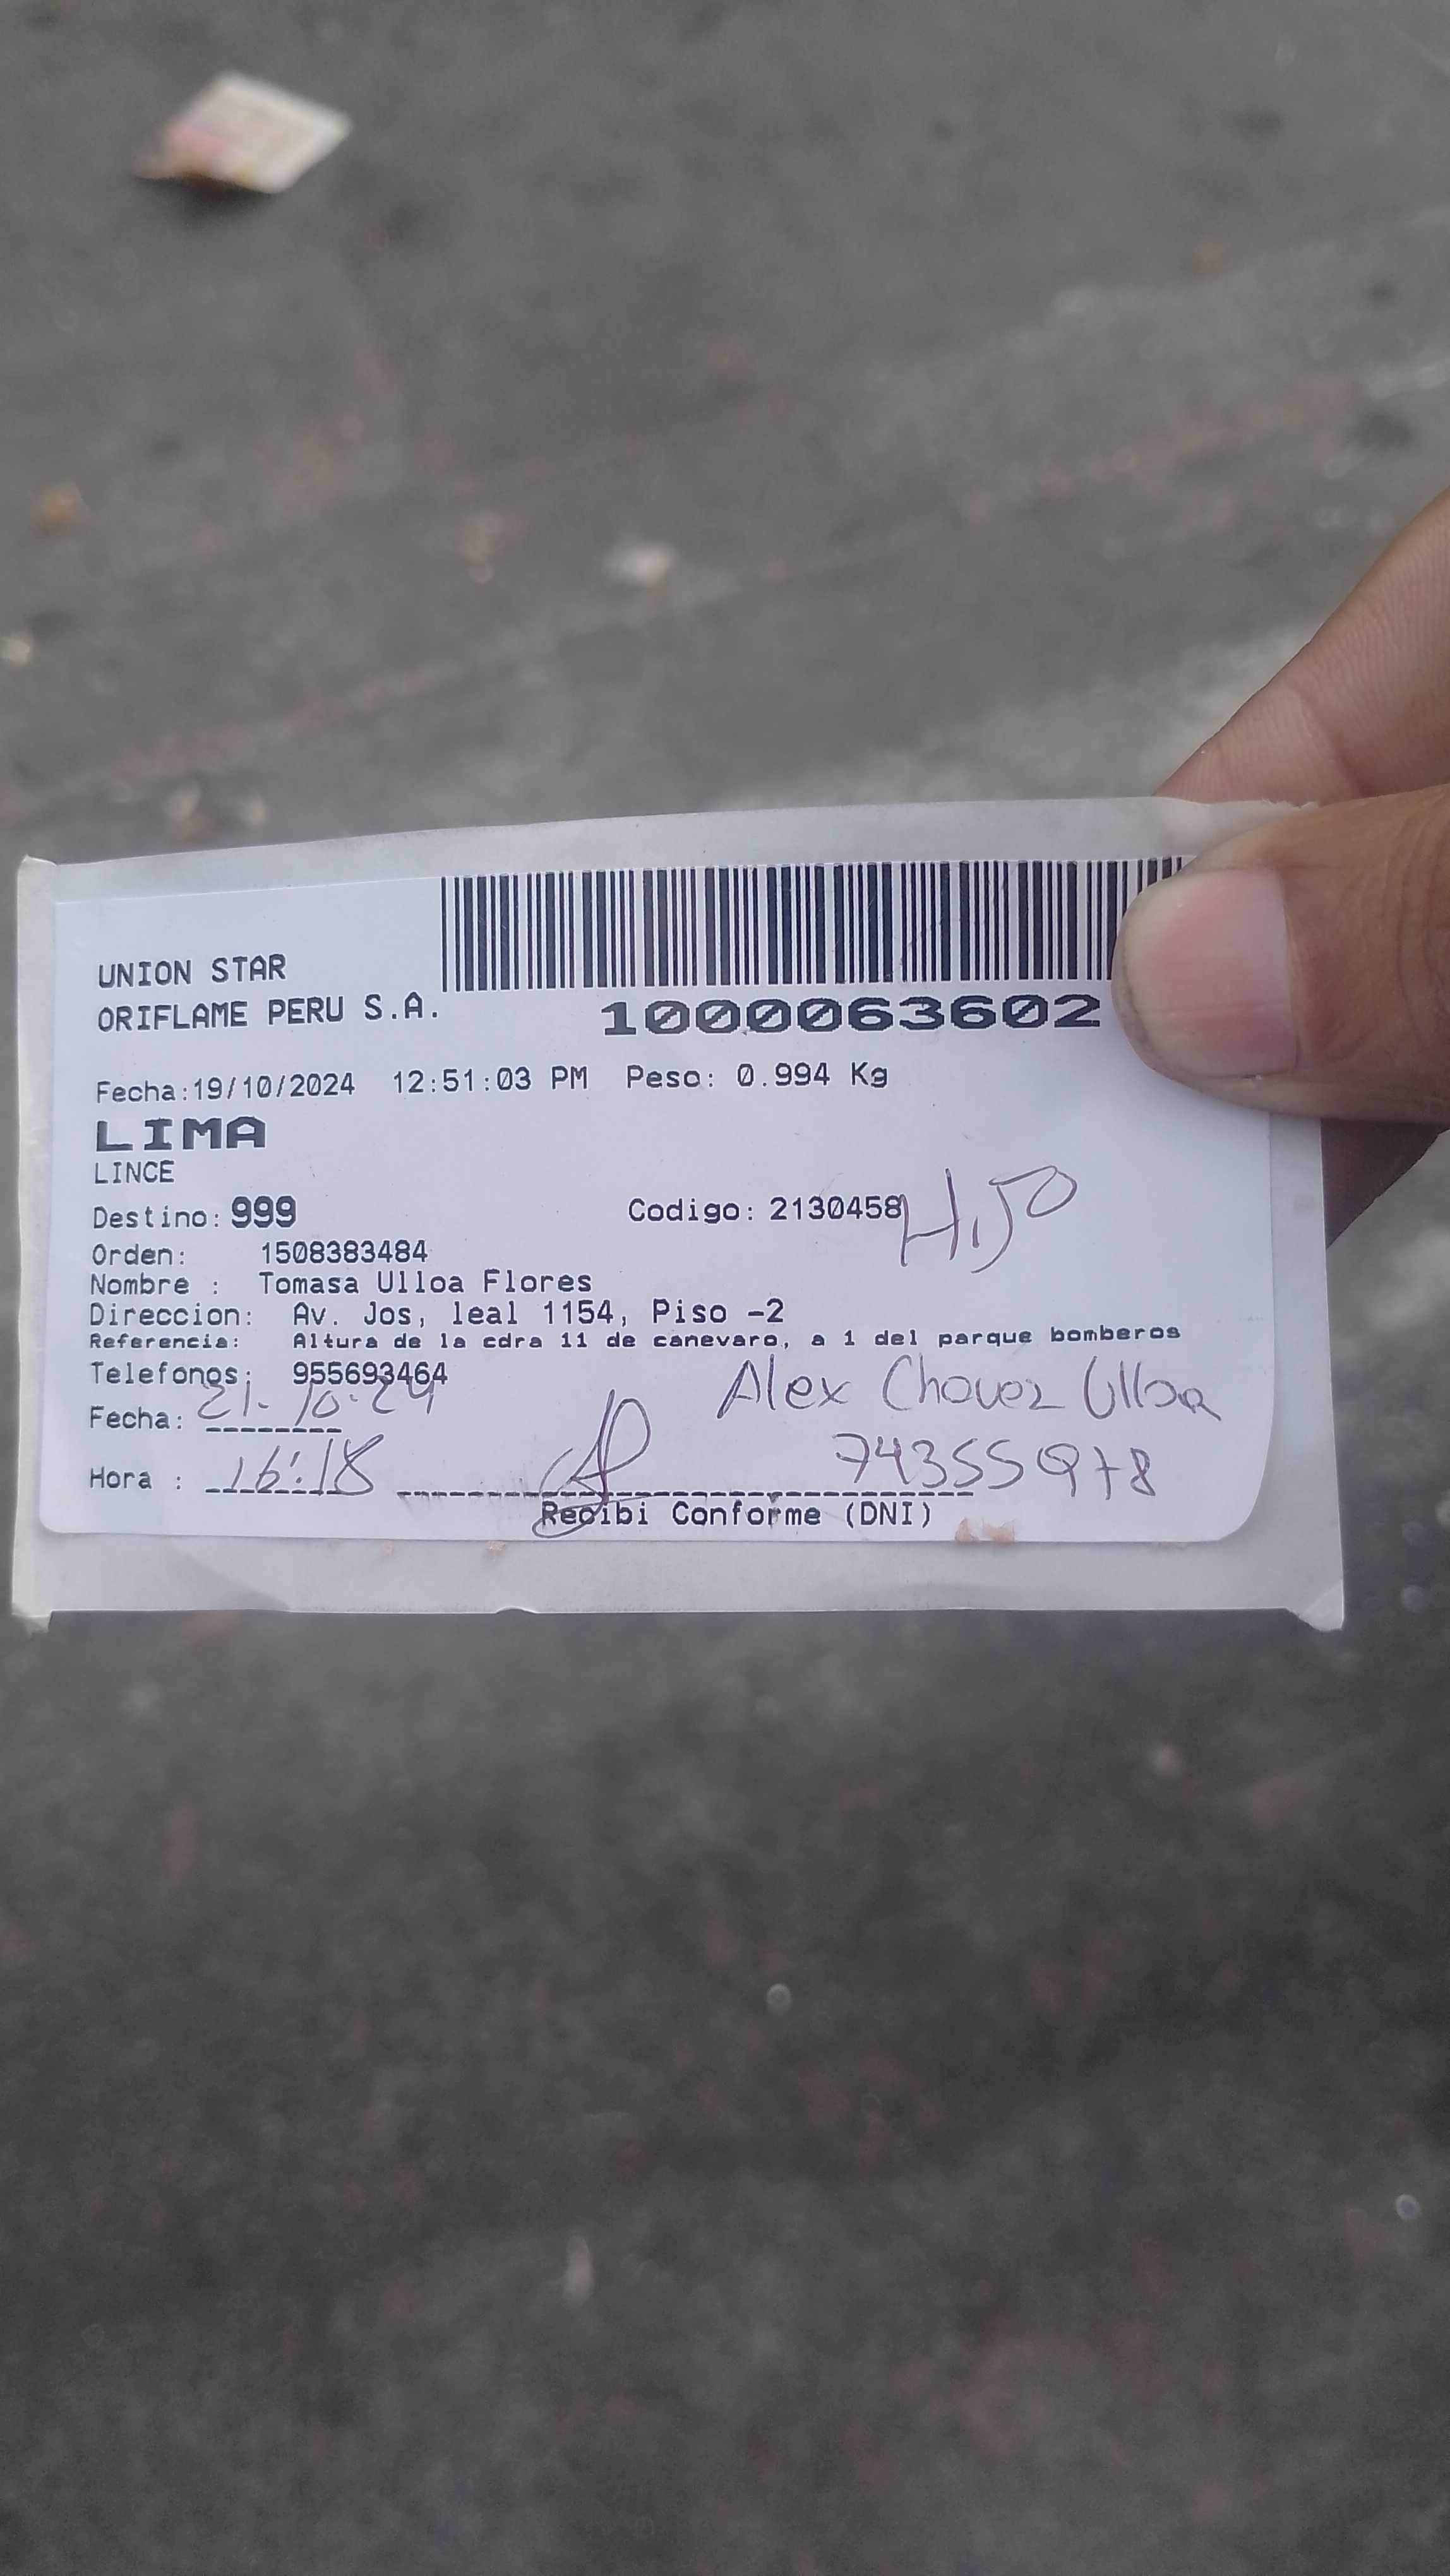 UNION STAR
ORIFLAME PERU S.A.
1000063602
Fecha:19/10/2024 12:51:03 PM Peso: 0.994 Kg
LIMA
LINCE
Destino: 999 Codigo: 2130458 HiJO
Orden: 1508383484
Nombre : Tomasa Ulloa Flores
Direccion: Av. Jos, leal 1154, Piso -2
Referencia: Altura de la cdra 11 de canevaro, a 1 del parque bomberos
Telefonos: 955693464
Alex Chavez Ulloa
Fecha: 21-10-24
74355978
Hora : 16:18
Recibi Conforme (DNI)